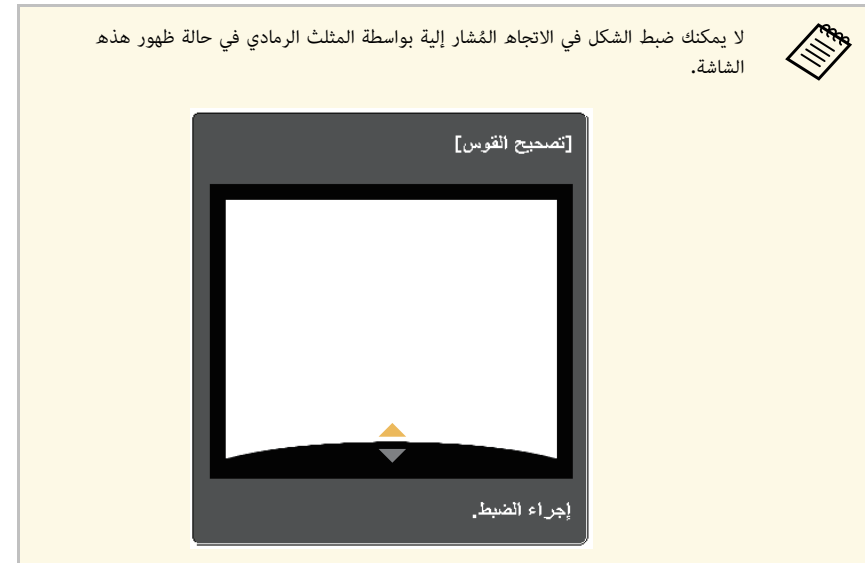 لا يمكنك ضبط الشكل في الاتجاه المُشار إلية بواسطة المثلث الرمادي في حالة ظهور هذه
الشاشة.
[تصحيح القوس]
إجراء الضبط.